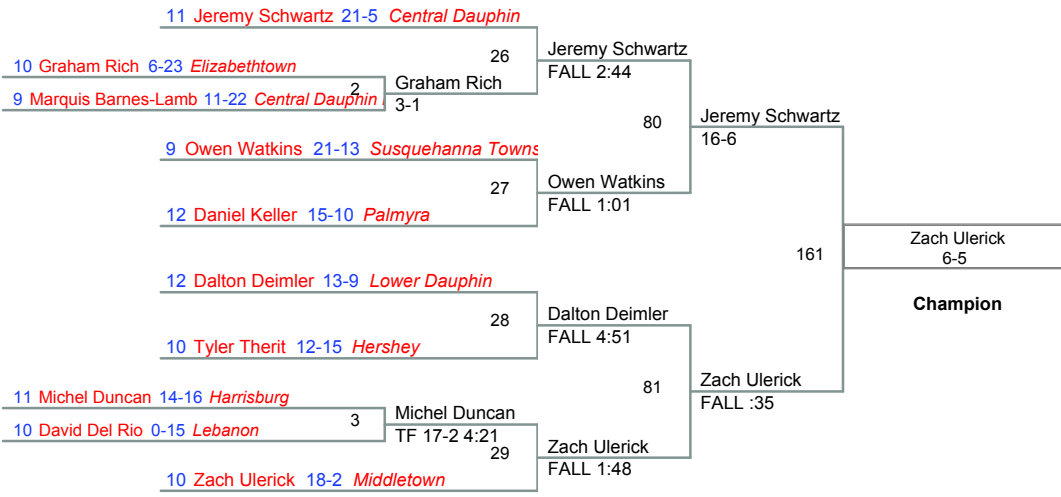 11 Jeremy Schwartz 21-5 Central Dauphin
26
Jeremy Schwartz
FALL 2:44
10 Graham Rich 6-23 Elizabethtown
2
Graham Rich
3-1
9 Marquis Barnes-Lamb 11-22 Central Dauphin
80
Jeremy Schwartz
16-6
9 Owen Watkins 21-13 Susquehanna Towns
27
Owen Watkins
FALL 1:01
12 Daniel Keller 15-10 Palmyra
161
Zach Ulerick
6-5
Champion
12 Dalton Deimler 13-9 Lower Dauphin
28
Dalton Deimler
FALL 4:51
10 Tyler Therit 12-15 Hershey
81
Zach Ulerick
FALL :35
11 Michel Duncan 14-16 Harrisburg
3
Michel Duncan
TF 17-2 4:21
10 David Del Rio 0-15 Lebanon
29
Zach Ulerick
FALL 1:48
10 Zach Ulerick 18-2 Middletown